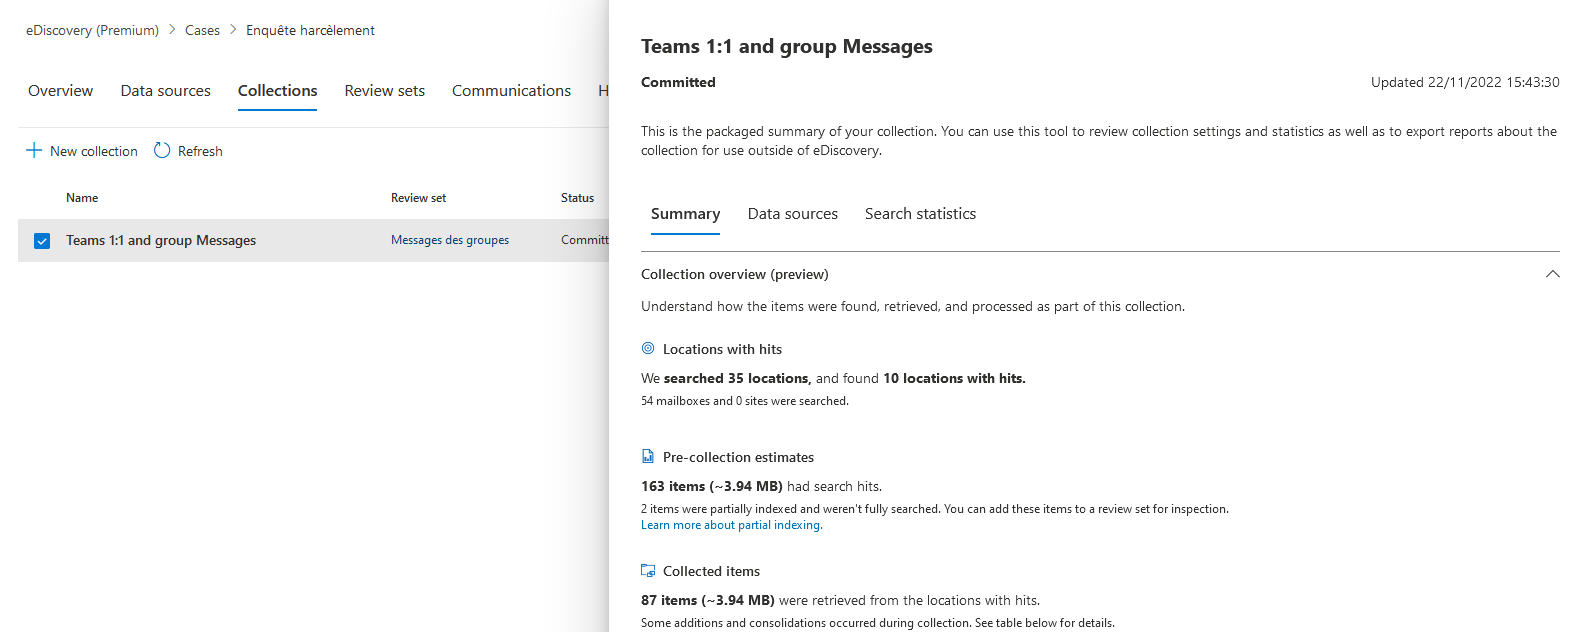 eDiscovery (Premium) > Cases > Enquête harcèlement
Overview Data sources Collections Review sets Communications H
New collection Refresh
Name Review set Status
Teams 1:1 and group Messages Messages des groupes Committ
Teams 1:1 and group Messages
Committed Updated 22/11/2022 15:43:30
This is the packaged summary of your collection. You can use this tool to review collection settings and statistics as well as to export reports about the
collection for use outside of eDiscovery.
Summary Data sources Search statistics
Collection overview (preview)
Understand how the items were found, retrieved, and processed as part of this collection.
Locations with hits
We searched 35 locations, and found 10 locations with hits.
54 mailboxes and 0 sites were searched.
Pre-collection estimates
163 items (~3.94 MB) had search hits.
2 items were partially indexed and weren't fully searched. You can add these items to a review set for inspection.
Learn more about partial indexing.
Collected items
87 items (~3.94 MB) were retrieved from the locations with hits.
Some additions and consolidations occurred during collection. See table below for details.